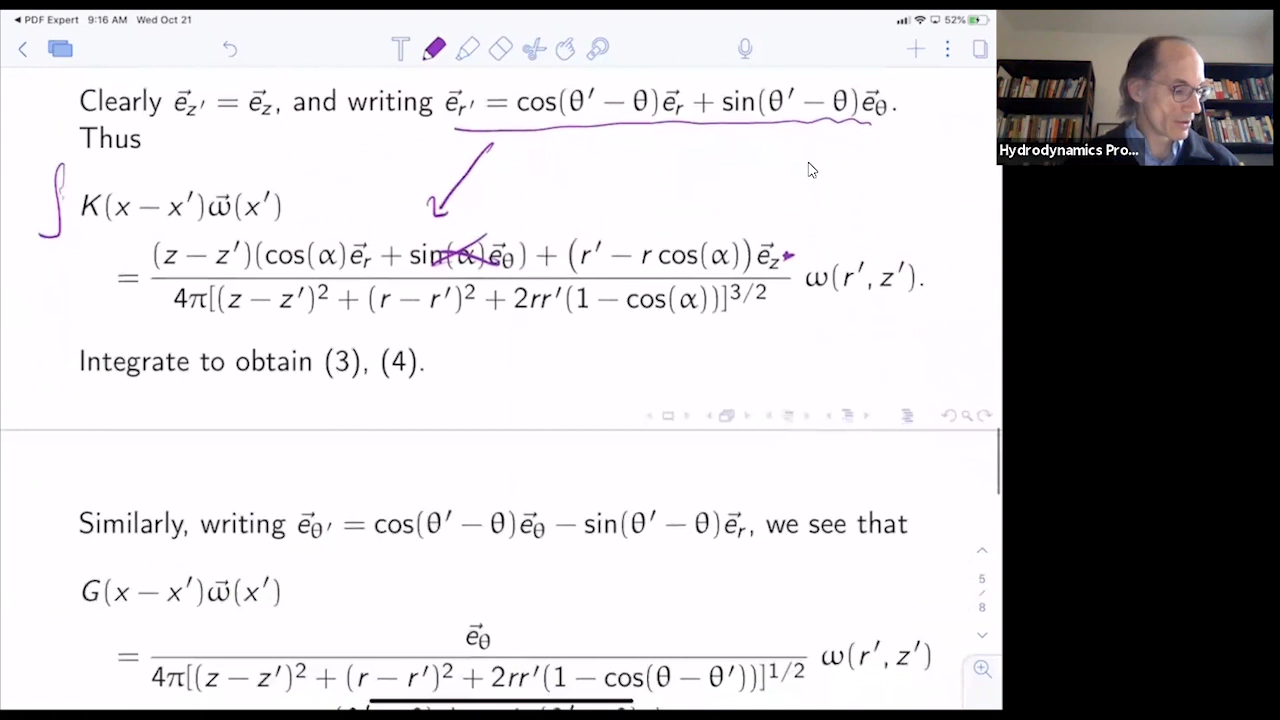 PDF Expert 9:16 AM Wed Oct 21 52%
T
Clearly e⃗_z′ = e⃗_z, and writing e⃗_r′ = cos(θ′ − θ)e⃗_r + sin(θ′ − θ)e⃗_θ.
Thus
∫ K(x − x′)ω⃗(x′)
= (z − z′)(cos(α)e⃗_r + sin(α)e⃗_θ) + (r′ − r cos(α))e⃗_z / 4π[(z − z′)² + (r − r′)² + 2rr′(1 − cos(α))]^3/2 ω(r′, z′).
Integrate to obtain (3), (4).
Similarly, writing e⃗_θ′ = cos(θ′ − θ)e⃗_θ − sin(θ′ − θ)e⃗_r, we see that
G(x − x′)ω⃗(x′)
= e⃗_θ / 4π[(z − z′)² + (r − r′)² + 2rr′(1 − cos(θ − θ′))]^1/2 ω(r′, z′)
5
/
8
Hydrodynamics Pro...